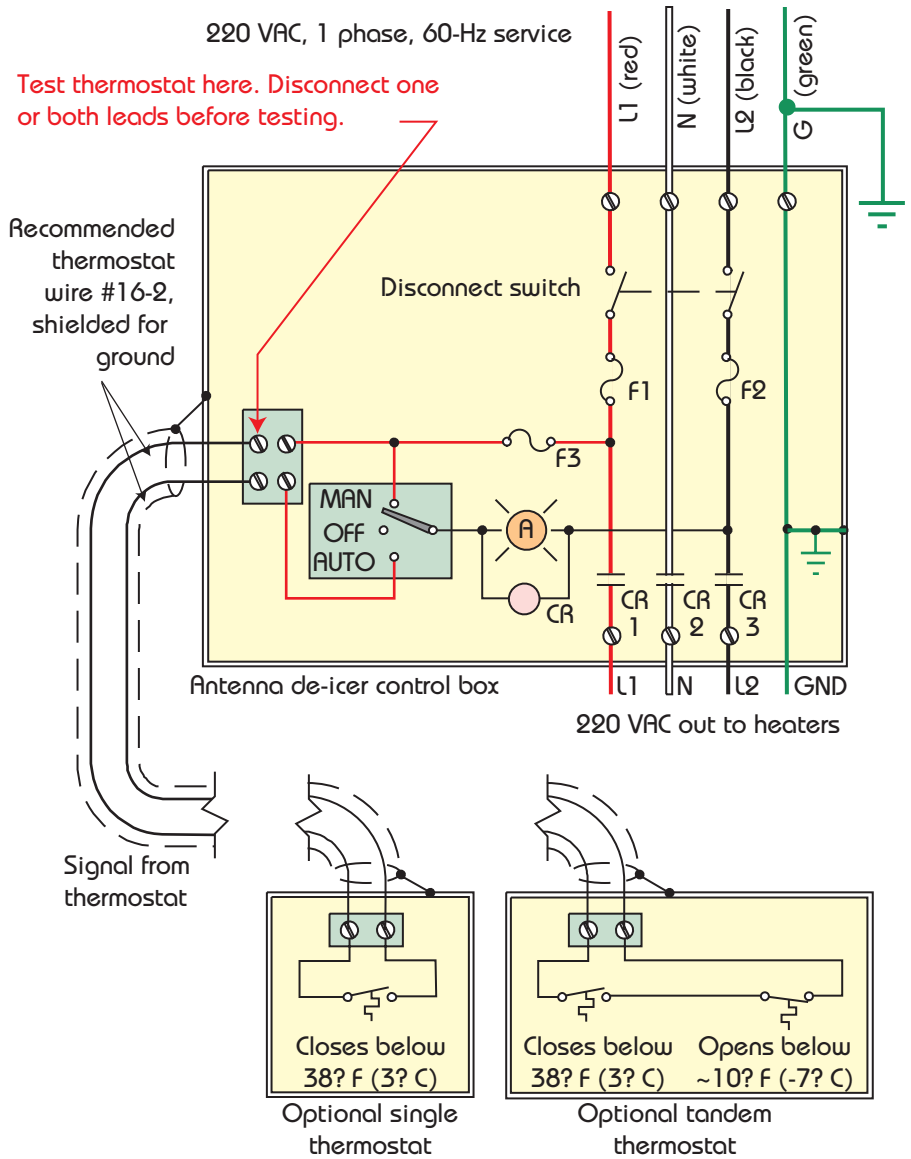 220 VAC, 1 phase, 60-Hz service
L1 (red)
N (white)
L2 (black)
G (green)
Test thermostat here. Disconnect one
or both leads before testing.
Recommended
thermostat
wire #16-2,
shielded for
ground
Disconnect switch
F1
F2
F3
MAN
OFF
AUTO
A
CR
CR
1
CR
2
CR
3
Antenna de-icer control box
L1
N
L2
GND
220 VAC out to heaters
Signal from
thermostat
Closes below
38? F (3? C)
Optional single
thermostat
Closes below
38? F (3? C)
Opens below
~10? F (-7? C)
Optional tandem
thermostat